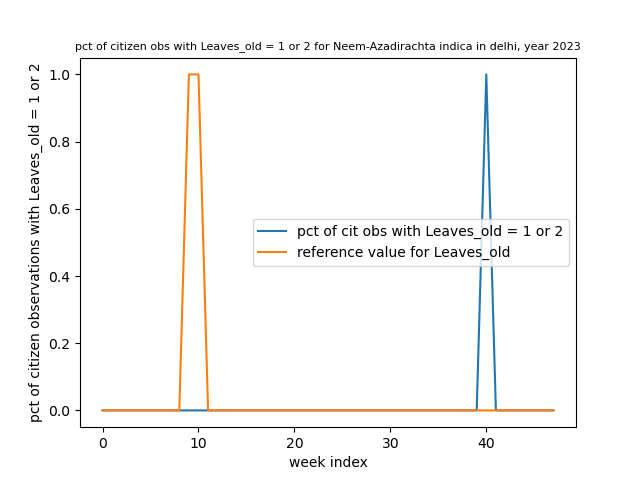 pct of citizen obs with Leaves_old = 1 or 2 for Neem-Azadirachta indica in delhi, year 2023
pct of citizen observations with Leaves_old = 1 or 2
1.0
0.8
0.6
0.4
0.2
0.0
pct of cit obs with Leaves_old = 1 or 2
reference value for Leaves_old
0 10 20 30 40
week index